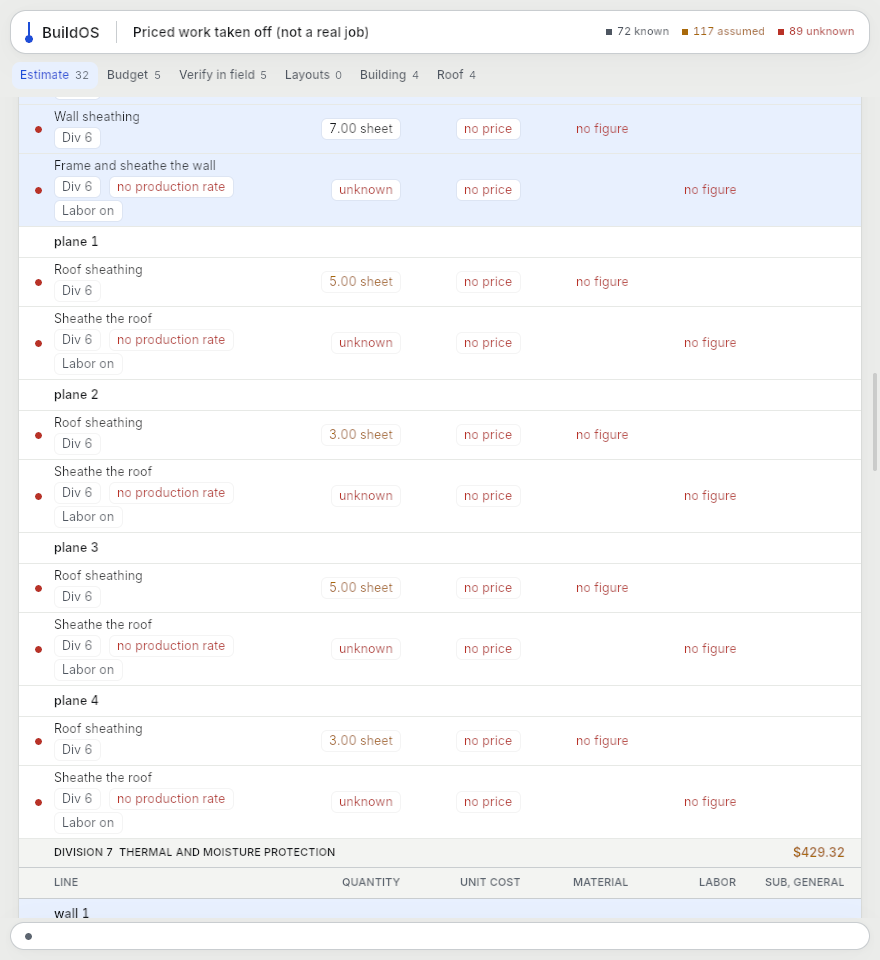 BuildOS Priced work taken off (not a real job) 72 known 117 assumed 89 unknown
Estimate 32 Budget 5 Verify in field 5 Layouts 0 Building 4 Roof 4
Wall sheathing
Div 6 7.00 sheet no price no figure
Frame and sheathe the wall
Div 6 no production rate unknown no price no figure
Labor on
plane 1
Roof sheathing
Div 6 5.00 sheet no price no figure
Sheathe the roof
Div 6 no production rate unknown no price no figure
Labor on
plane 2
Roof sheathing
Div 6 3.00 sheet no price no figure
Sheathe the roof
Div 6 no production rate unknown no price no figure
Labor on
plane 3
Roof sheathing
Div 6 5.00 sheet no price no figure
Sheathe the roof
Div 6 no production rate unknown no price no figure
Labor on
plane 4
Roof sheathing
Div 6 3.00 sheet no price no figure
Sheathe the roof
Div 6 no production rate unknown no price no figure
Labor on
DIVISION 7 THERMAL AND MOISTURE PROTECTION $429.32
LINE QUANTITY UNIT COST MATERIAL LABOR SUB, GENERAL
wall 1